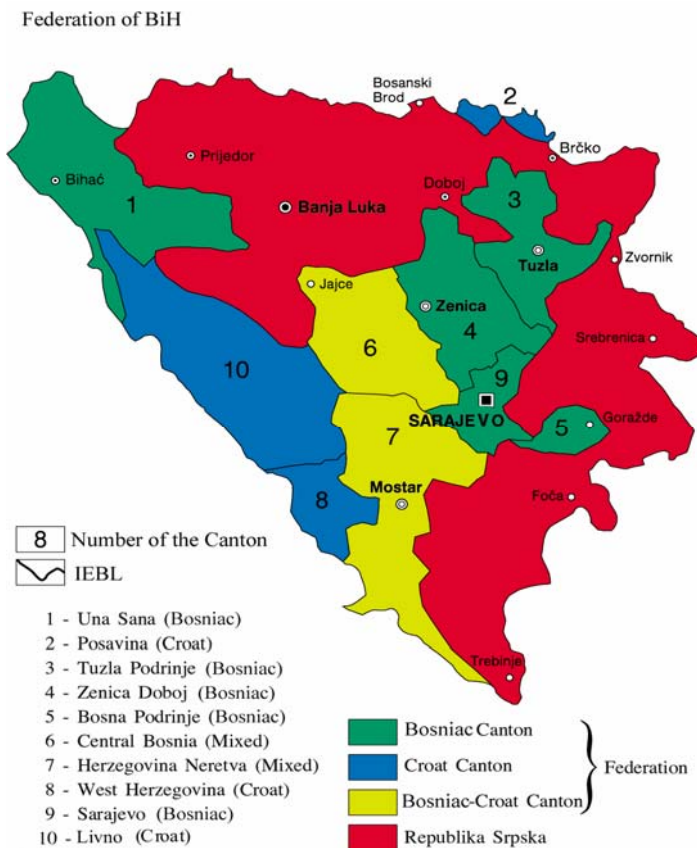 Federation of BiH
Bosanski
Brod
2
Brčko
Prijedor
Bihać
1
Banja Luka
Doboj
3
Tuzla
Zvornik
Jajce
Zenica
4
Srebrenica
6
10
9
SARAJEVO
5
Goražde
7
8
Mostar
Foča
Trebinje
8 Number of the Canton
IEBL
1 - Una Sana (Bosniac)
2 - Posavina (Croat)
3 - Tuzla Podrinje (Bosniac)
4 - Zenica Doboj (Bosniac)
5 - Bosna Podrinje (Bosniac)
6 - Central Bosnia (Mixed)
7 - Herzegovina Neretva (Mixed)
8 - West Herzegovina (Croat)
9 - Sarajevo (Bosniac)
10 - Livno (Croat)
Bosniac Canton
Croat Canton
Bosniac-Croat Canton
Federation
Republika Srpska